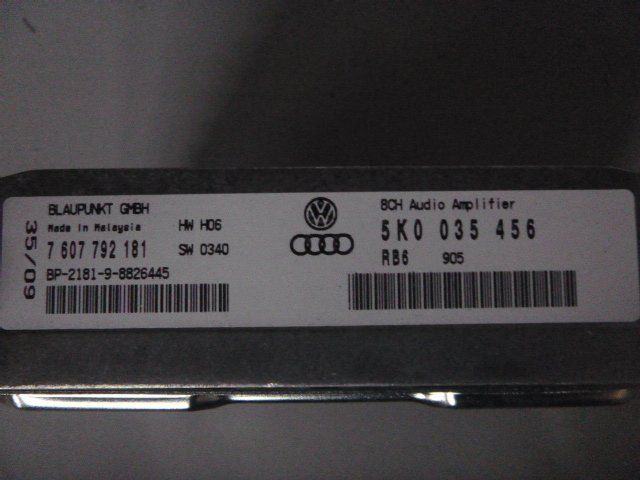 35/09
BLAUPUNKT GMBH
Made in Malaysia
HW H06
7 607 792 181
SW 0340
BP-2181-9-8826445
8CH Audio Amplifier
5K0 035 456
RB6 905